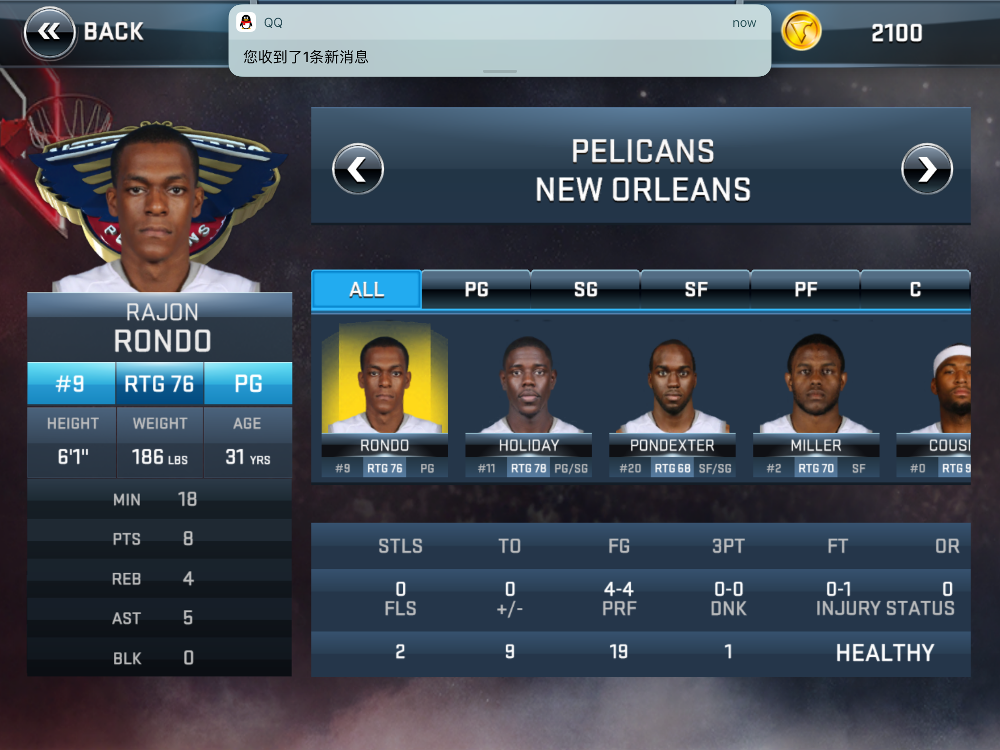 BACK
QQ
now
您收到了1条新消息
2100
PELICANS
NEW ORLEANS
RAJON
RONDO
#9 RTG 76 PG
HEIGHT WEIGHT AGE
6'1" 186 LBS 31 YRS
MIN 18
PTS 8
REB 4
AST 5
BLK 0
ALL PG SG SF PF C
RONDO HOLIDAY PONDEXTER MILLER COUSI
#9 RTG 76 PG #11 RTG 78 PG/SG #20 RTG 68 SF/SG #2 RTG 70 SF #0 RTG 9
STLS TO FG 3PT FT OR
0 0 4-4 0-0 0-1 0
FLS +/- PRF DNK INJURY STATUS
2 9 19 1 HEALTHY